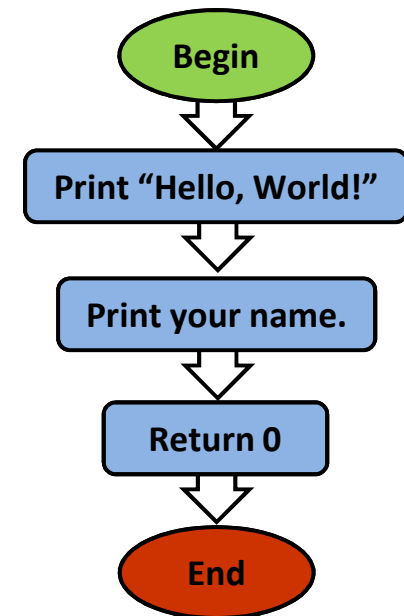 Begin
Print “Hello, World!”
Print your name.
Return 0
End